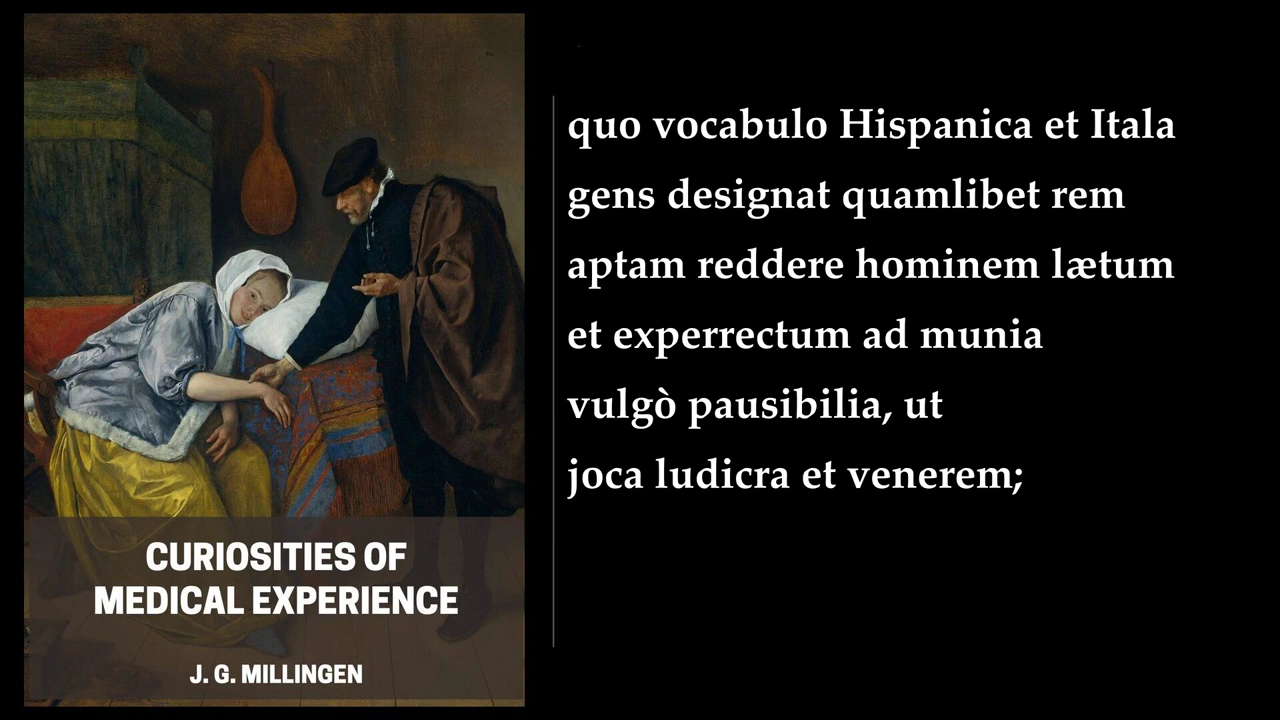 CURIOSITIES OF
MEDICAL EXPERIENCE
J. G. MILLINGEN
quo vocabulo Hispanica et Itala
gens designat quamlibet rem
aptam reddere hominem lætum
et experrectum ad munia
vulgò pausibilia, ut
joca ludicra et venerem;